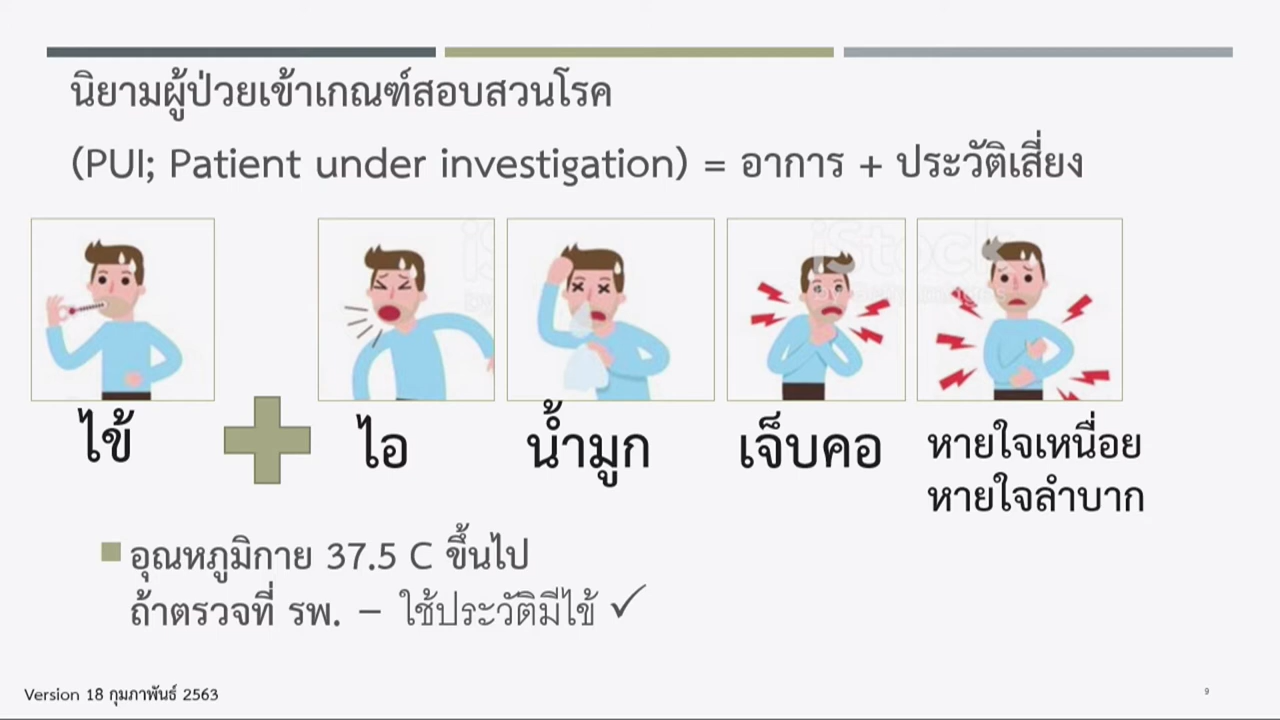 นิยามผู้ป่วยเข้าเกณฑ์สอบสวนโรค
(PUI; Patient under investigation) = อาการ + ประวัติเสี่ยง
iStock
ไข้
ไอ
น้ำมูก
เจ็บคอ
หายใจเหนื่อย
หายใจลำบาก
อุณหภูมิกาย 37.5 C ขึ้นไป
ถ้าตรวจที่ รพ. – ใช้ประวัติมีไข้ ✓
Version 18 กุมภาพันธ์ 2563
9